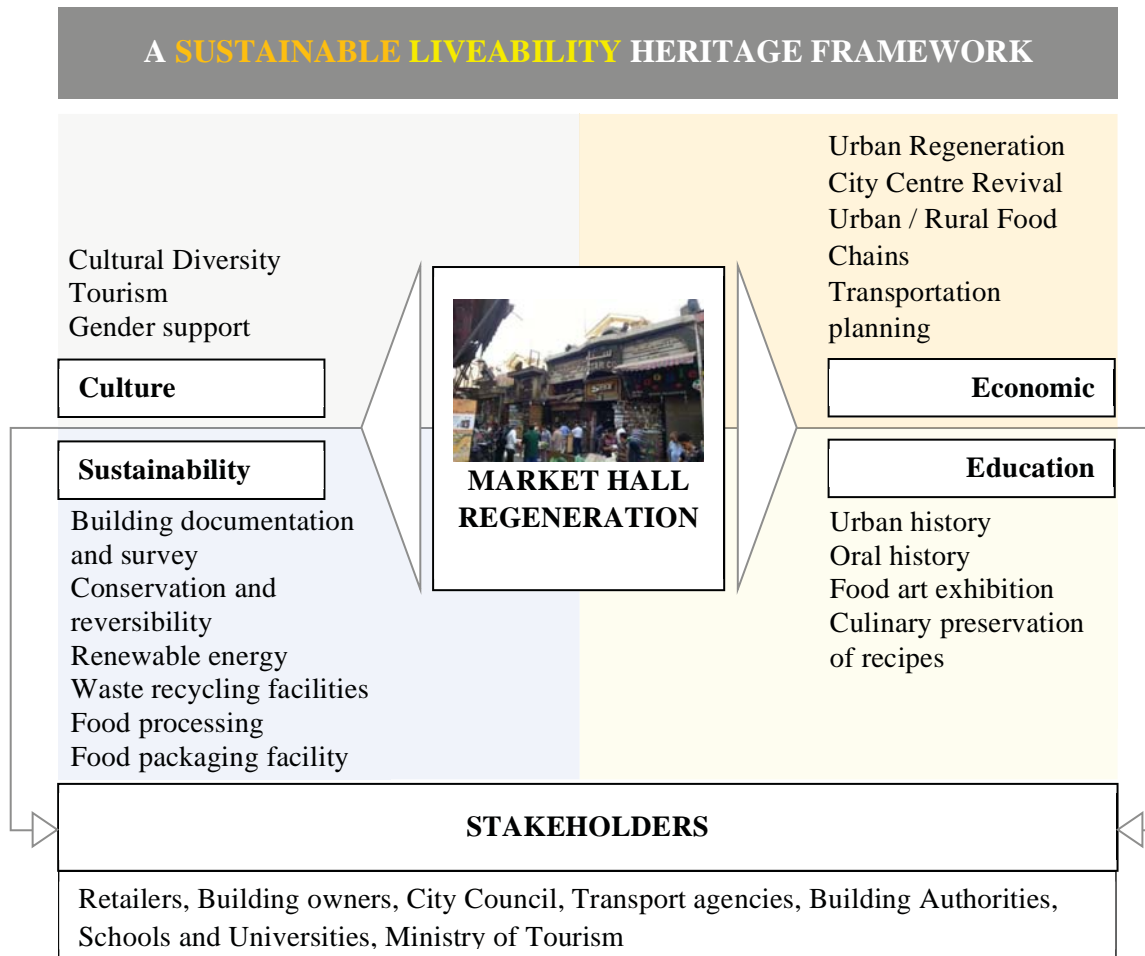 A SUSTAINABLE LIVEABILITY HERITAGE FRAMEWORK
Cultural Diversity
Tourism
Gender support
Culture
Sustainability
Building documentation
and survey
Conservation and
reversibility
Renewable energy
Waste recycling facilities
Food processing
Food packaging facility
MARKET HALL
REGENERATION
Urban Regeneration
City Centre Revival
Urban / Rural Food
Chains
Transportation
planning
Economic
Education
Urban history
Oral history
Food art exhibition
Culinary preservation
of recipes
STAKEHOLDERS
Retailers, Building owners, City Council, Transport agencies, Building Authorities,
Schools and Universities, Ministry of Tourism